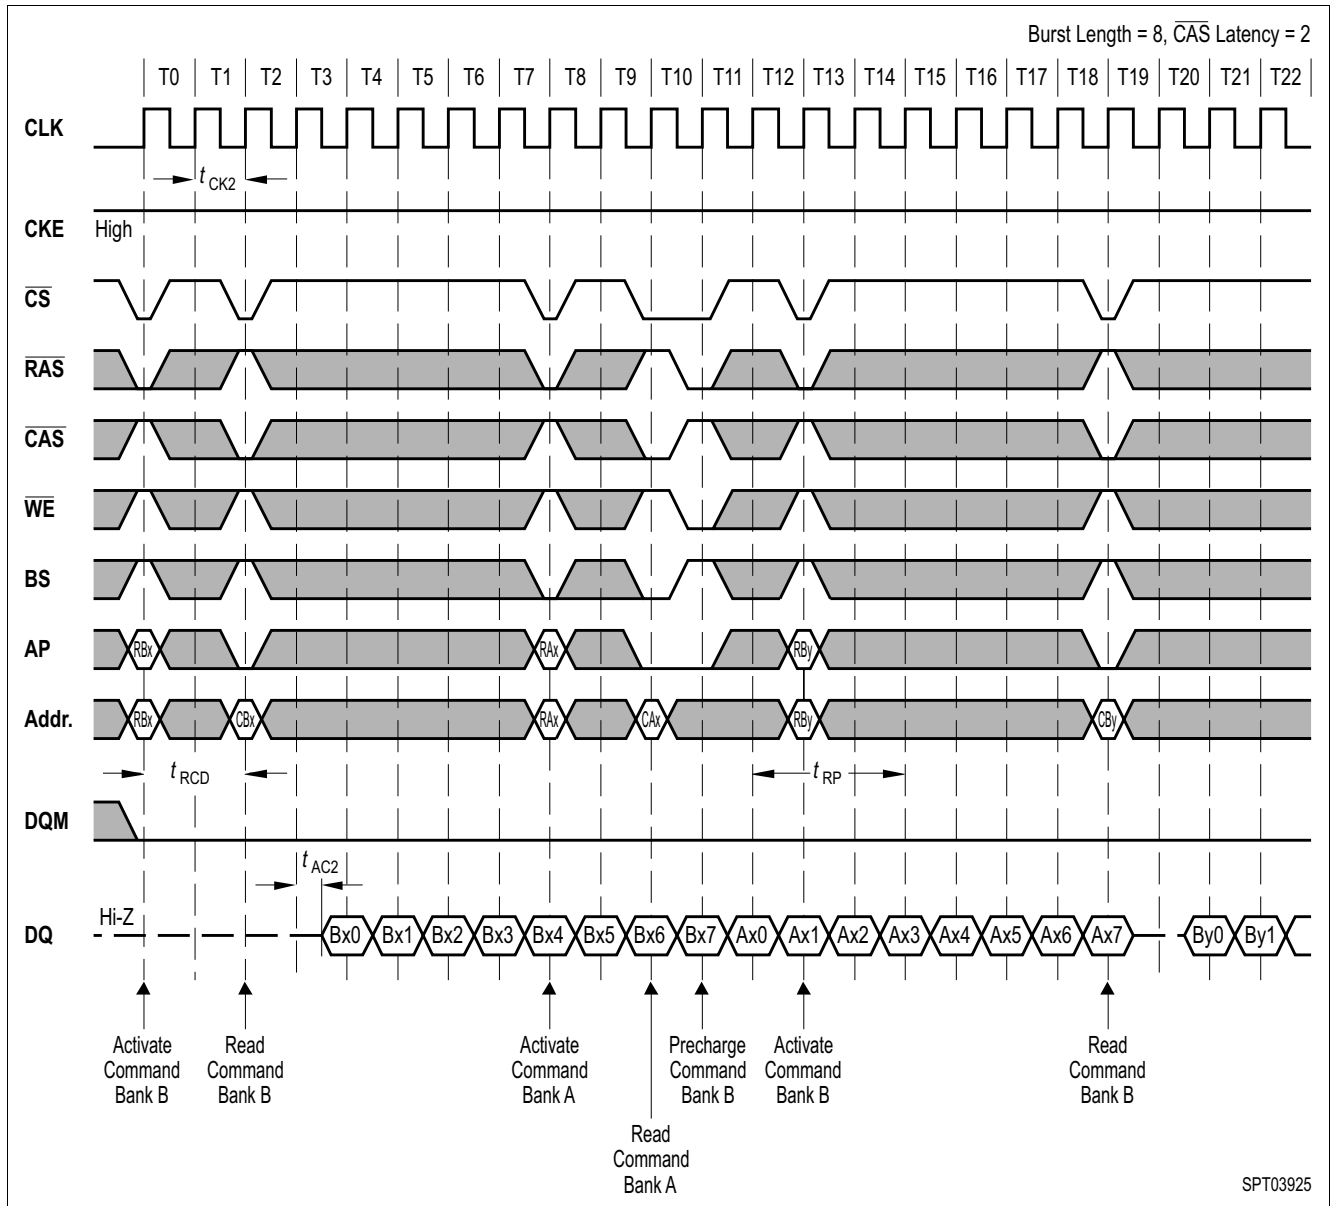 Burst Length = 8, CAS Latency = 2
T0 T1 T2 T3 T4 T5 T6 T7 T8 T9 T10 T11 T12 T13 T14 T15 T16 T17 T18 T19 T20 T21 T22
CLK
t CK2
CKE High
CS
RAS
CAS
WE
BS
AP RBx RAx RBy
Addr. RBx CBx RAx CAx RBy CBy
t RCD t RP
DQM
t AC2
Hi-Z
DQ Bx0 Bx1 Bx2 Bx3 Bx4 Bx5 Bx6 Bx7 Ax0 Ax1 Ax2 Ax3 Ax4 Ax5 Ax6 Ax7 By0 By1
Activate Command Bank B
Read Command Bank B
Activate Command Bank A
Read Command Bank A
Precharge Command Bank B
Activate Command Bank B
Read Command Bank B
SPT03925